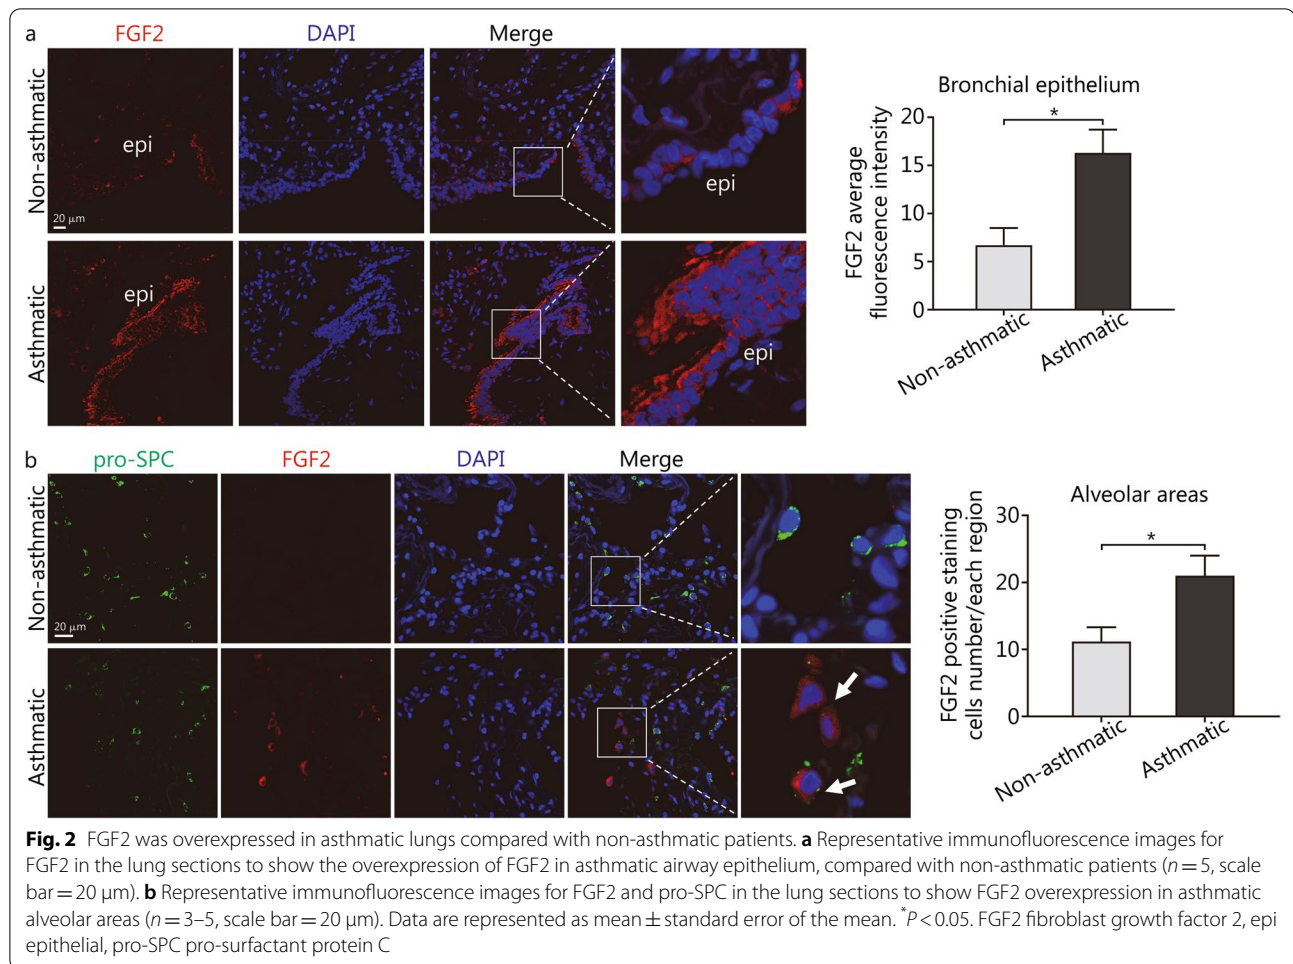 a
FGF2 DAPI Merge
Non-asthmatic
epi
20 μm
epi
Asthmatic
epi
epi
Bronchial epithelium
FGF2 average
fluorescence intensity
20
15
10
5
0
*
Non-asthmatic
Asthmatic
b
pro-SPC FGF2 DAPI Merge
Non-asthmatic
20 μm
Asthmatic
Alveolar areas
FGF2 positive staining
cells number/each region
30
20
10
0
*
Non-asthmatic
Asthmatic
Fig. 2 FGF2 was overexpressed in asthmatic lungs compared with non-asthmatic patients. a Representative immunofluorescence images for
FGF2 in the lung sections to show the overexpression of FGF2 in asthmatic airway epithelium, compared with non-asthmatic patients (n = 5, scale
bar = 20 μm). b Representative immunofluorescence images for FGF2 and pro-SPC in the lung sections to show FGF2 overexpression in asthmatic
alveolar areas (n = 3–5, scale bar = 20 μm). Data are represented as mean ± standard error of the mean. *P < 0.05. FGF2 fibroblast growth factor 2, epi
epithelial, pro-SPC pro-surfactant protein C